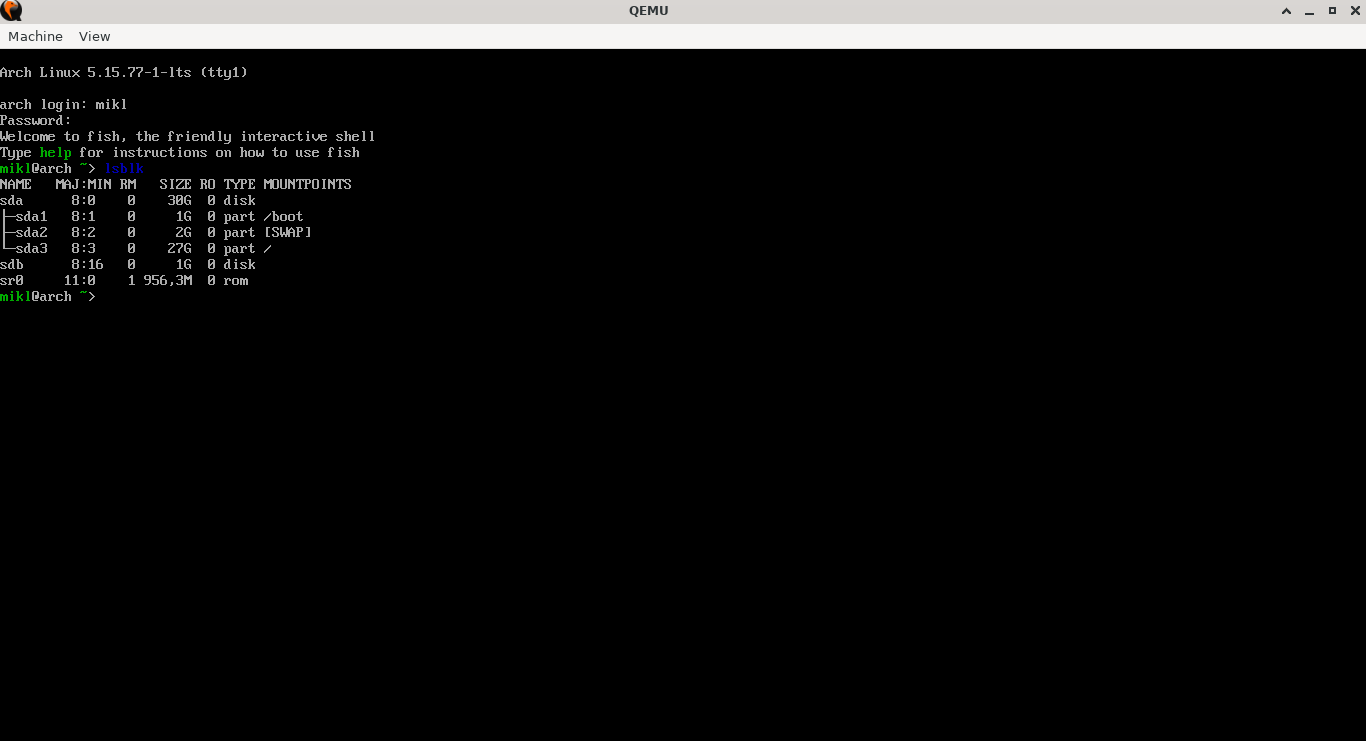 QEMU
Machine View
Arch Linux 5.15.77-1-lts (tty1)
arch login: mikl
Password:
Welcome to fish, the friendly interactive shell
Type help for instructions on how to use fish
mikl@arch ~> lsblk
NAME   MAJ:MIN RM   SIZE RO TYPE MOUNTPOINTS
sda      8:0    0    30G  0 disk
├─sda1   8:1    0     1G  0 part /boot
├─sda2   8:2    0     2G  0 part [SWAP]
└─sda3   8:3    0    27G  0 part /
sdb      8:16   0     1G  0 disk
sr0     11:0    1 956,3M  0 rom
mikl@arch ~>